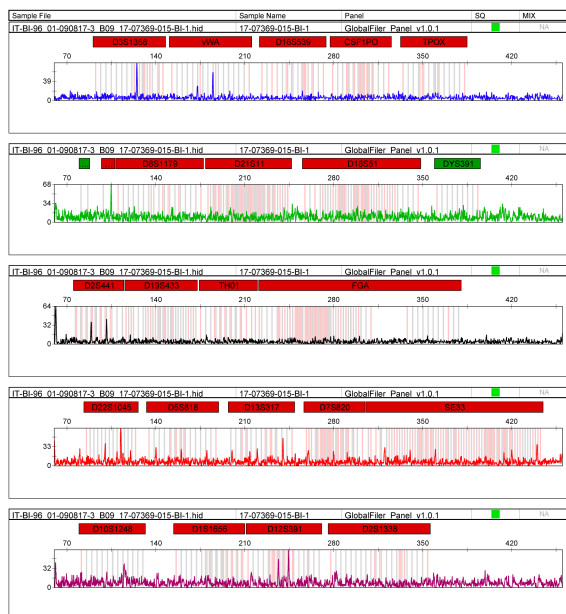 Sample File Sample Name Panel SQ MIX
IT-BI-96_01-090817-3_B09_17-07369-015-BI-1.hid 17-07369-015-BI-1 GlobalFiler_Panel_v1.0.1 NA
D3S1358 vWA D16S539 CSF1PO TPOX
70 140 210 280 350 420
39
0
IT-BI-96_01-090817-3_B09_17-07369-015-BI-1.hid 17-07369-015-BI-1 GlobalFiler_Panel_v1.0.1 NA
D8S1179 D21S11 D18S51 DYS391
70 140 210 280 350 420
68
34
0
IT-BI-96_01-090817-3_B09_17-07369-015-BI-1.hid 17-07369-015-BI-1 GlobalFiler_Panel_v1.0.1 NA
D2S441 D19S433 TH01 FGA
70 140 210 280 350 420
64
32
0
IT-BI-96_01-090817-3_B09_17-07369-015-BI-1.hid 17-07369-015-BI-1 GlobalFiler_Panel_v1.0.1 NA
D22S1045 D5S818 D13S317 D7S820 SE33
70 140 210 280 350 420
33
0
IT-BI-96_01-090817-3_B09_17-07369-015-BI-1.hid 17-07369-015-BI-1 GlobalFiler_Panel_v1.0.1 NA
D10S1248 D1S1656 D12S391 D2S1338
70 140 210 280 350 420
32
0